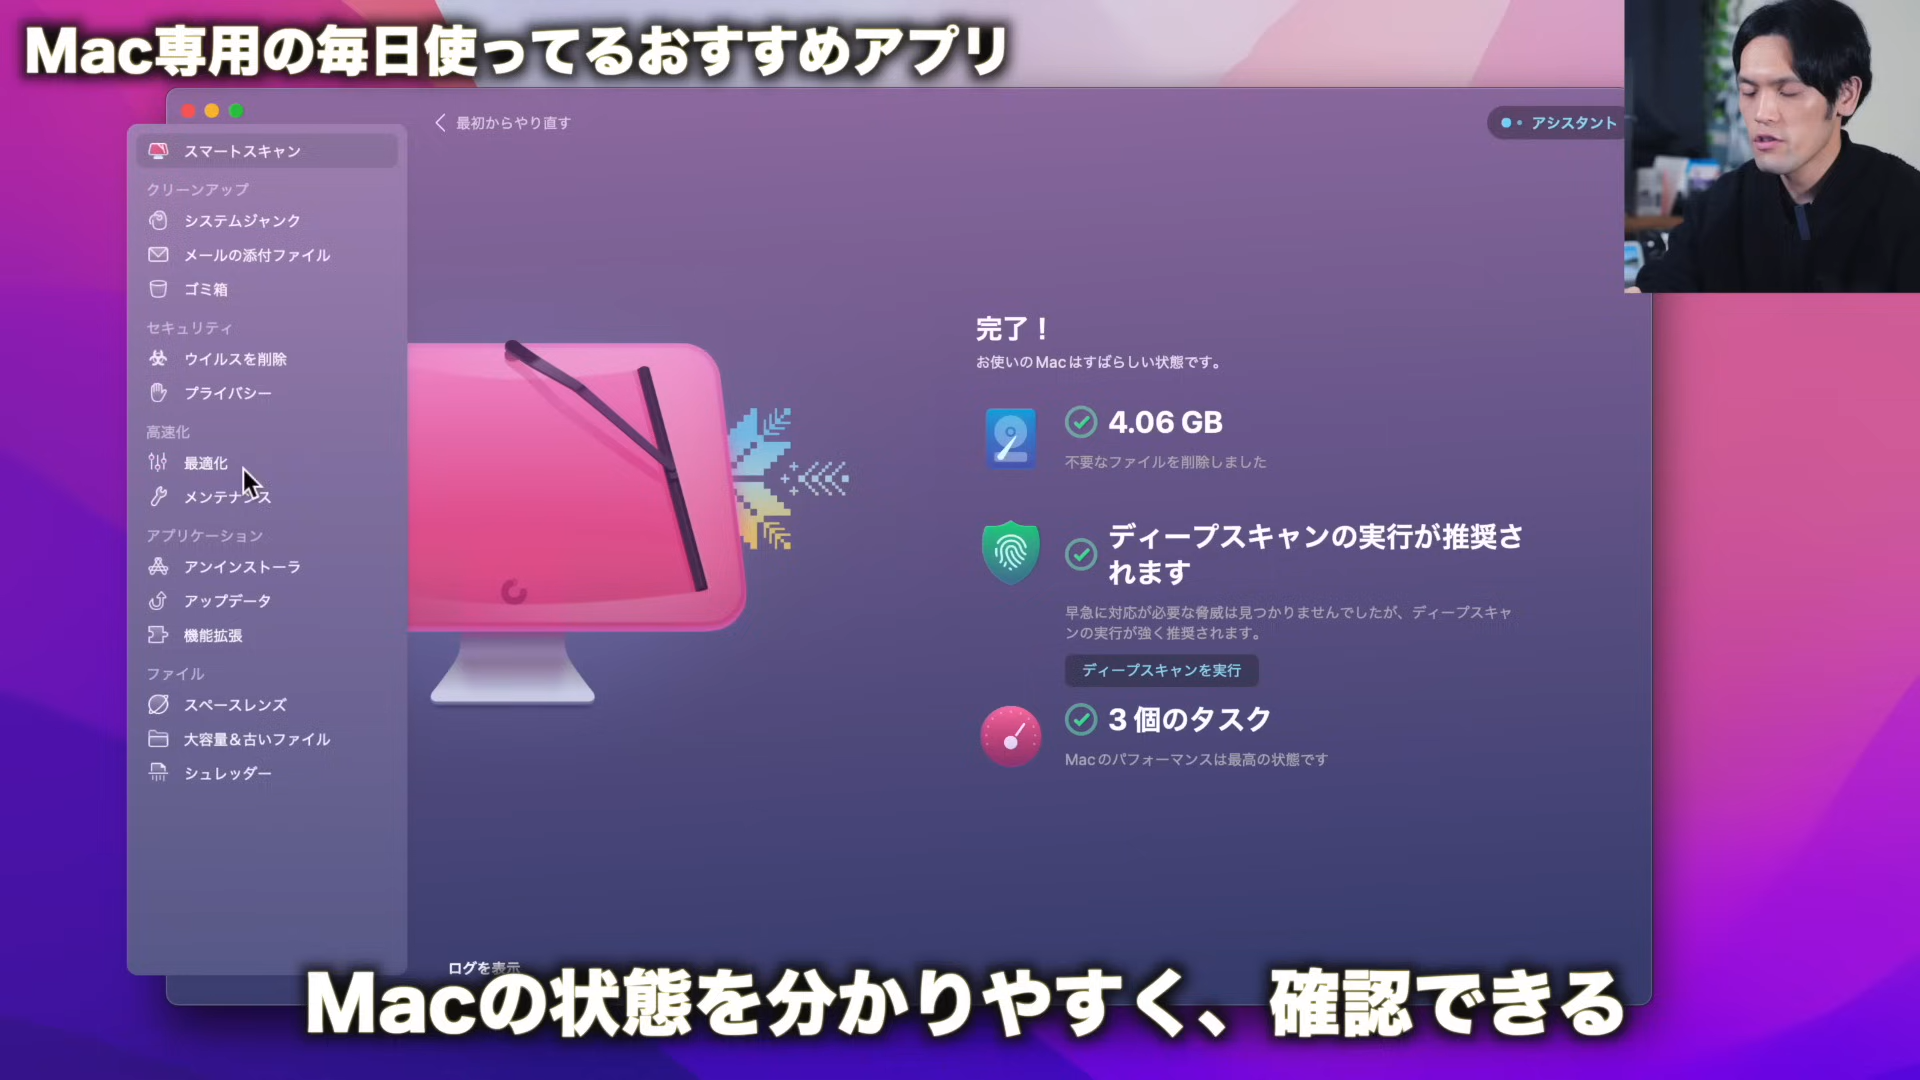 Mac専用の毎日使ってるおすすめアプリ
最初からやり直す
アシスタント
スマートスキャン
クリーンアップ
システムジャンク
メールの添付ファイル
ゴミ箱
セキュリティ
ウイルスを削除
プライバシー
高速化
最適化
メンテナンス
アプリケーション
アンインストーラ
アップデータ
機能拡張
ファイル
スペースレンズ
大容量&古いファイル
シュレッダー
完了！
お使いのMacはすばらしい状態です。
4.06 GB
不要なファイルを削除しました
ディープスキャンの実行が推奨さ
れます
早急に対応が必要な脅威は見つかりませんでしたが、ディープスキャ
ンの実行が強く推奨されます。
ディープスキャンを実行
3 個のタスク
Macのパフォーマンスは最高の状態です
ログを表示
Macの状態を分かりやすく、確認できる